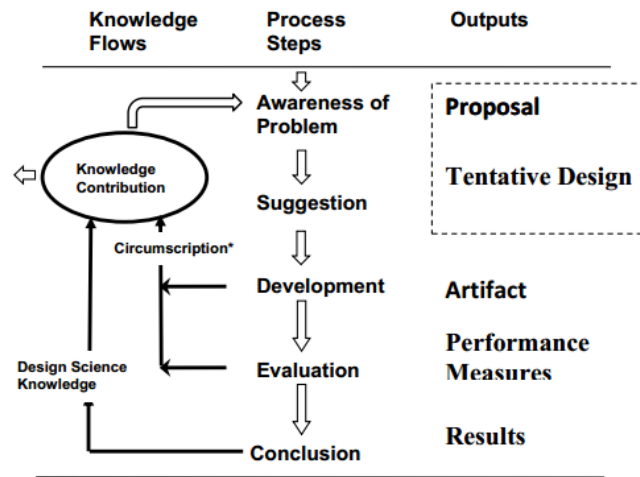 Knowledge
Flows
Process
Steps
Outputs
Awareness of
Problem
Proposal
Knowledge
Contribution
Tentative Design
Suggestion
Circumscription*
Development
Artifact
Performance
Measures
Design Science
Knowledge
Evaluation
Results
Conclusion